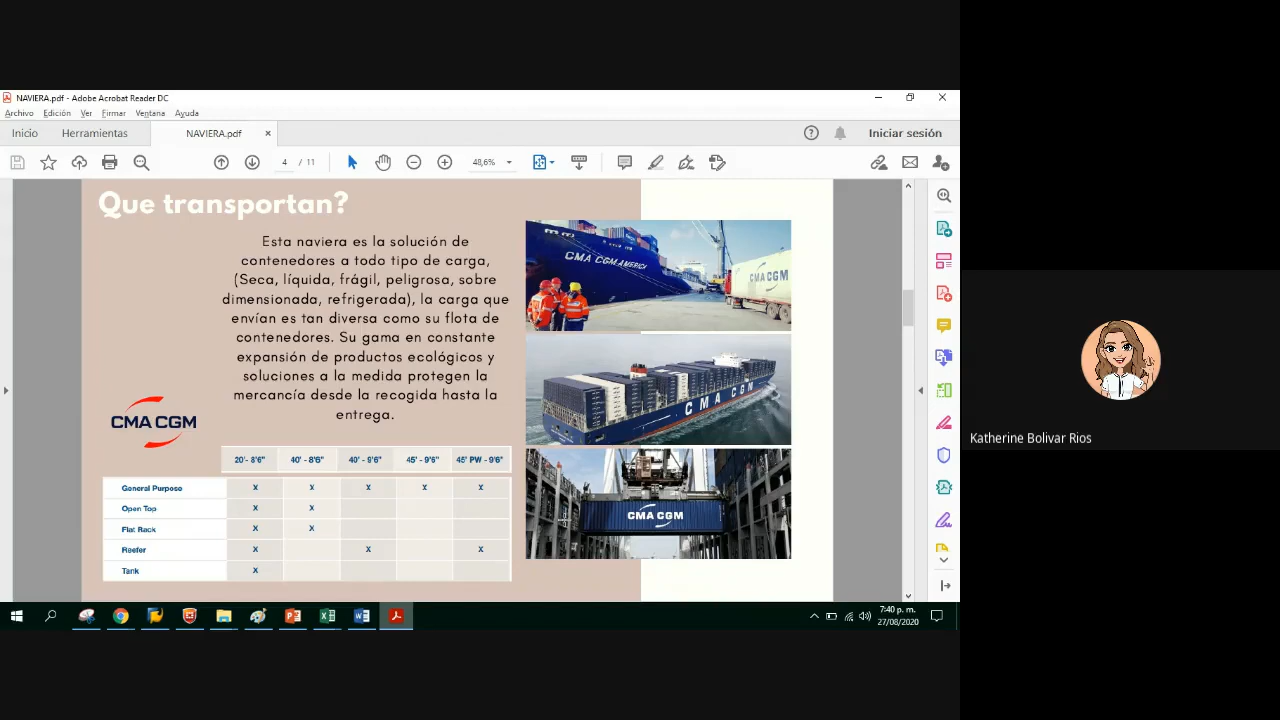 NAVIERA.pdf - Adobe Acrobat Reader DC
Archivo Edición Ver Firmar Ventana Ayuda
Inicio Herramientas NAVIERA.pdf × Iniciar sesión
4 / 11 48,6%
Que transportan?
Esta naviera es la solución de
contenedores a todo tipo de carga,
(Seca, líquida, frágil, peligrosa, sobre
dimensionada, refrigerada), la carga que
envían es tan diversa como su flota de
contenedores. Su gama en constante
expansión de productos ecológicos y
soluciones a la medida protegen la
mercancía desde la recogida hasta la
entrega.
CMA CGM
20'- 8'6" 40' - 8'6" 40' - 9'6" 45' - 9'6" 45' PW - 9'6"
General Purpose X X X X X
Open Top X X
Flat Rack X X
Reefer X X X
Tank X
CMA CGM AMERICA
CMA CGM
CMA CGM
CMA CGM
7:40 p. m.
27/08/2020
Katherine Bolivar Rios